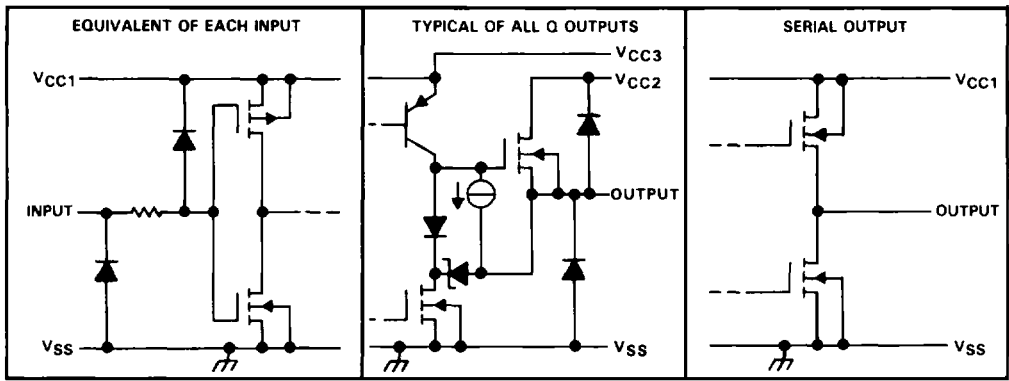 EQUIVALENT OF EACH INPUT
VCC1
INPUT
VSS
TYPICAL OF ALL Q OUTPUTS
VCC3
VCC2
OUTPUT
VSS
SERIAL OUTPUT
VCC1
OUTPUT
VSS